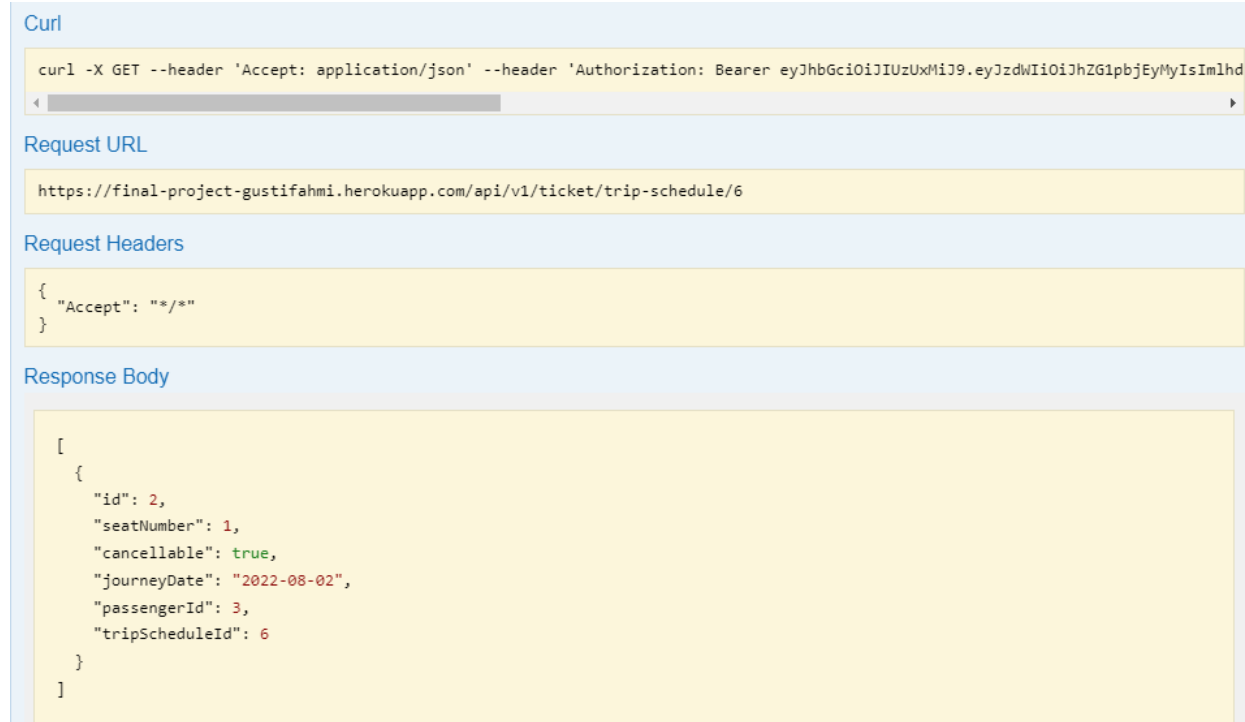 Curl
curl -X GET --header 'Accept: application/json' --header 'Authorization: Bearer eyJhbGciOiJIUzUxMiJ9.eyJzdWIiOiJhZG1pbjEyMyIsImlhd
Request URL
https://final-project-gustifahmi.herokuapp.com/api/v1/ticket/trip-schedule/6
Request Headers
{
  "Accept": "*/*"
}
Response Body
[
  {
    "id": 2,
    "seatNumber": 1,
    "cancellable": true,
    "journeyDate": "2022-08-02",
    "passengerId": 3,
    "tripScheduleId": 6
  }
]